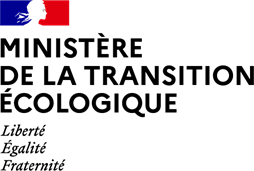 MINISTÈRE
DE LA TRANSITION
ÉCOLOGIQUE
Liberté
Égalité
Fraternité